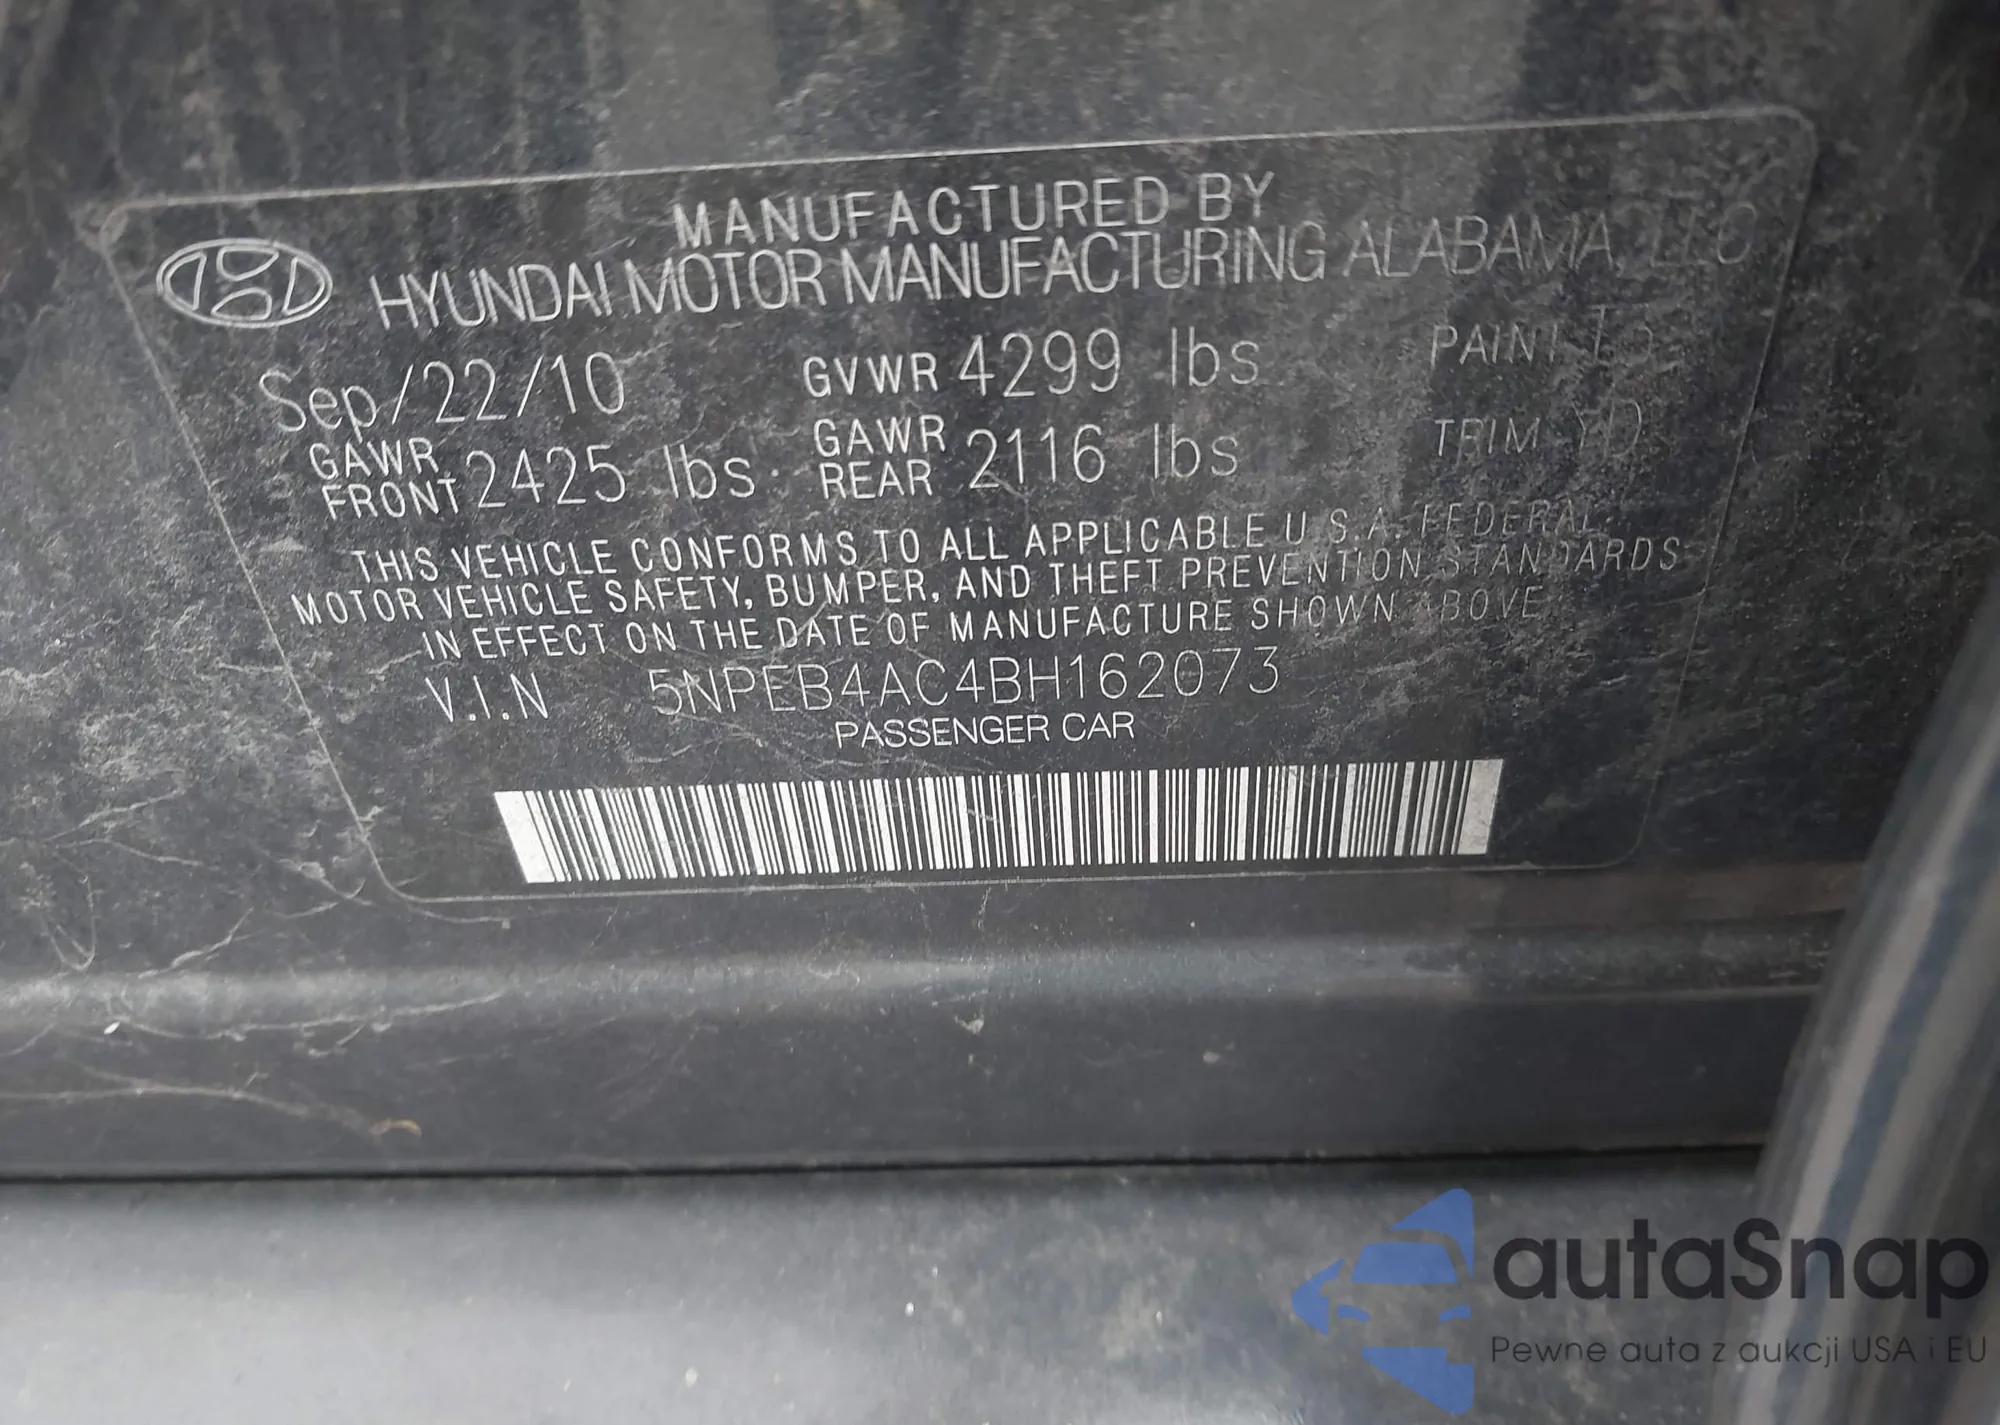 MANUFACTURED BY
HYUNDAI MOTOR MANUFACTURING ALABAMA, LLC
Sep/22/10 GVWR 4299 lbs PAINT
GAWR FRONT 2425 lbs GAWR REAR 2116 lbs TRIM
THIS VEHICLE CONFORMS TO ALL APPLICABLE U.S.A. FEDERAL
MOTOR VEHICLE SAFETY, BUMPER, AND THEFT PREVENTION STANDARDS
IN EFFECT ON THE DATE OF MANUFACTURE SHOWN ABOVE
V.I.N 5NPEB4AC4BH162073
PASSENGER CAR
autaSnap
Pewne auta z aukcji USA i EU